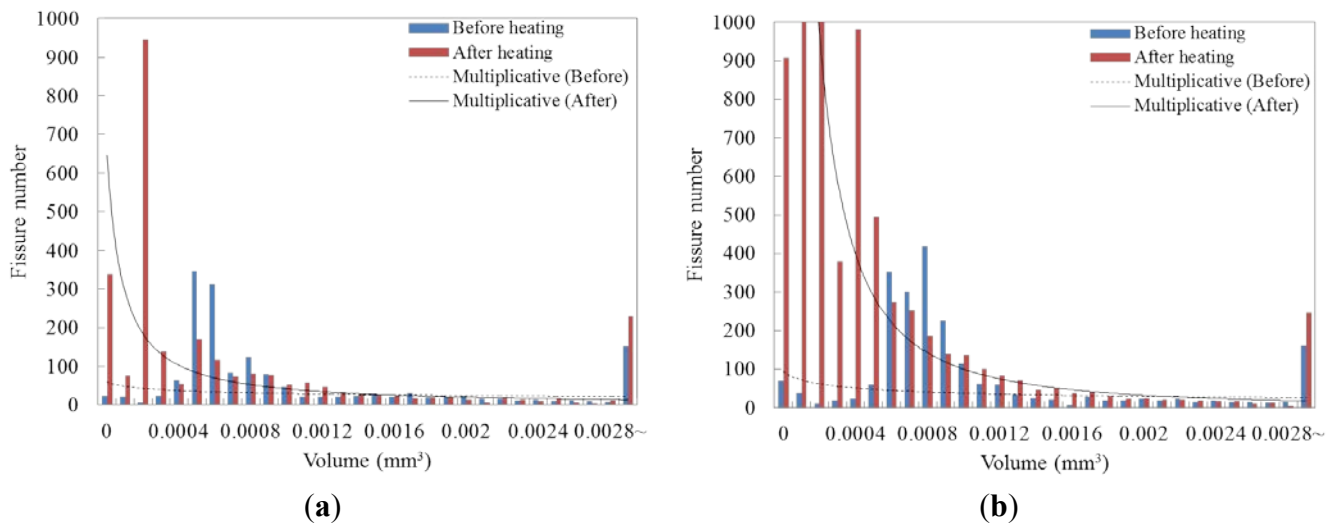 1000
900
800
700
600
500
400
300
200
100
0
Fissure number
Before heating
After heating
Multiplicative (Before)
Multiplicative (After)
0 0.0004 0.0008 0.0012 0.0016 0.002 0.0024 0.0028~
Volume (mm³)
(a)
1000
900
800
700
600
500
400
300
200
100
0
Fissure number
Before heating
After heating
Multiplicative (Before)
Multiplicative (After)
0 0.0004 0.0008 0.0012 0.0016 0.002 0.0024 0.0028~
Volume (mm³)
(b)